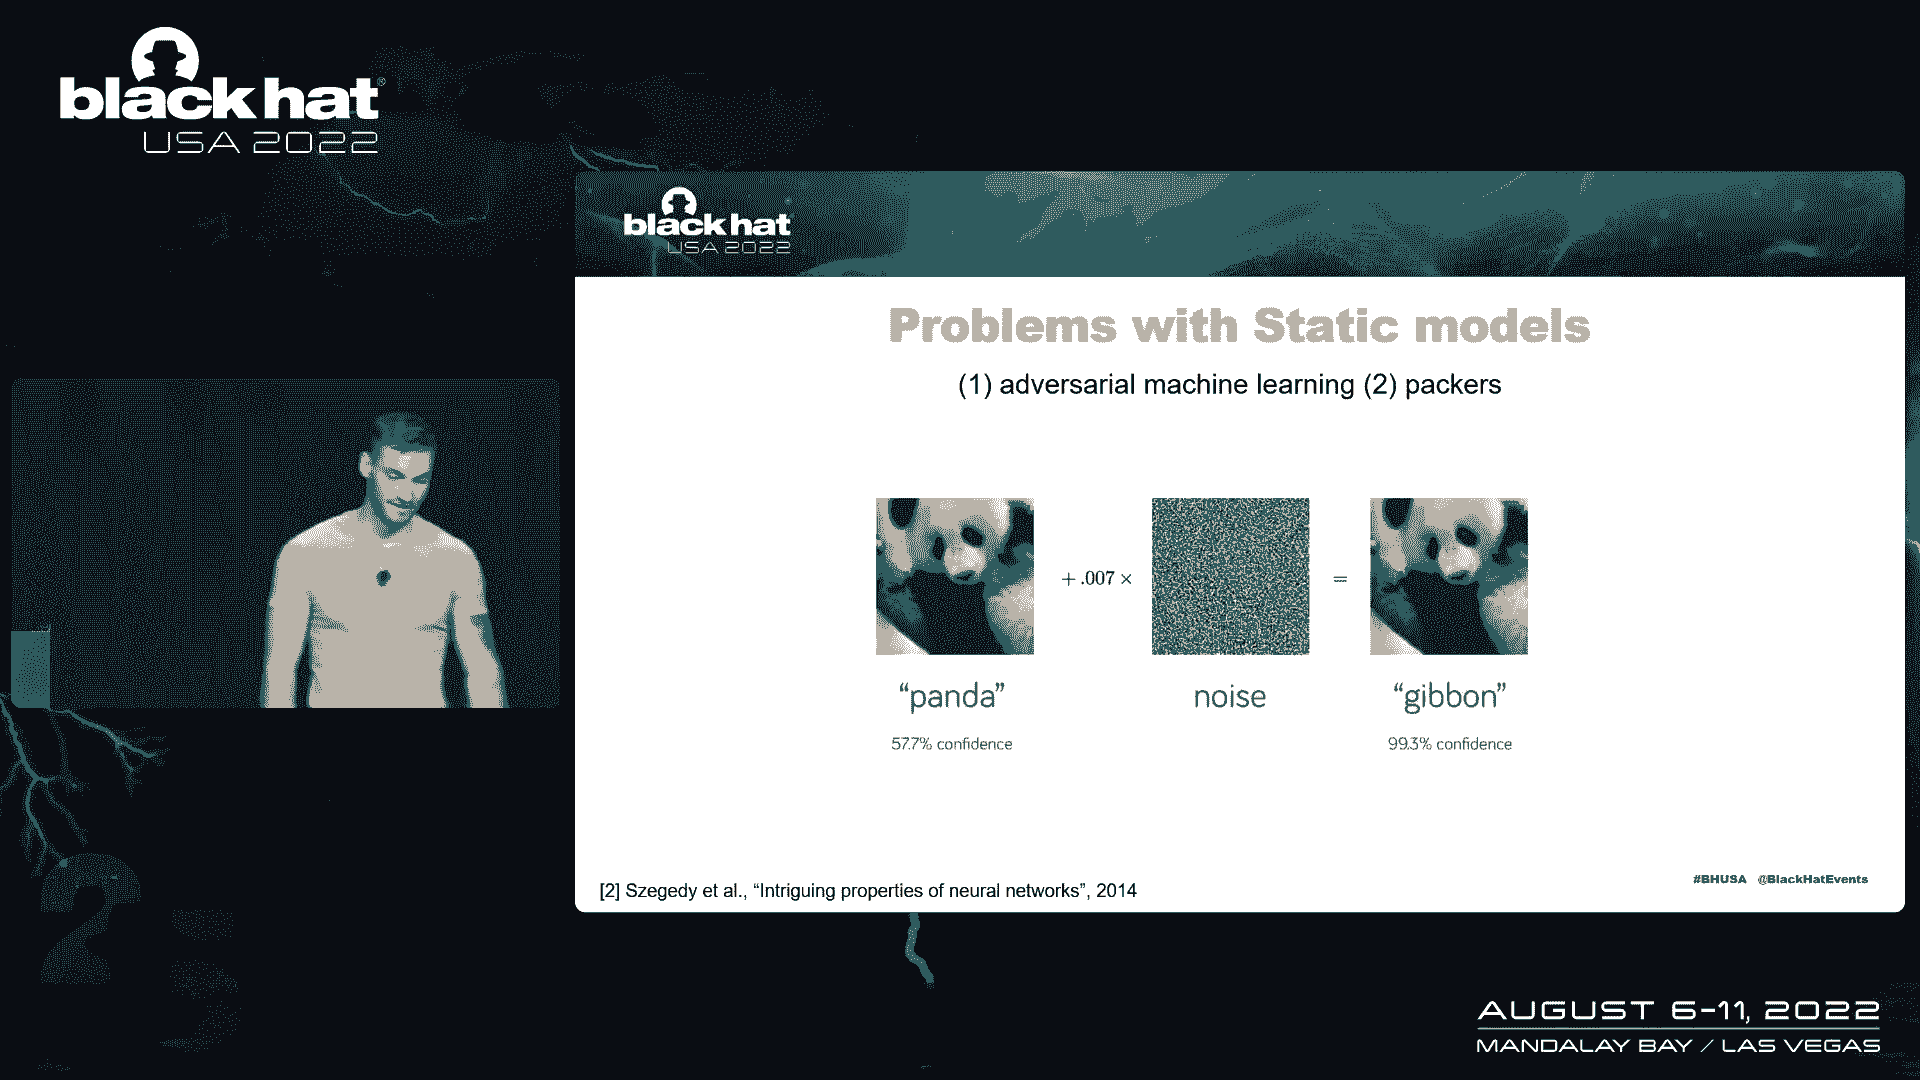 black hat®
USA 2022
black hat
USA 2022
Problems with Static models
(1) adversarial machine learning (2) packers
+ .007 ×
=
“panda”
noise
“gibbon”
57.7% confidence
99.3% confidence
#BHUSA @BlackHatEvents
[2] Szegedy et al., “Intriguing properties of neural networks”, 2014
2
AUGUST 6-11, 2022
MANDALAY BAY / LAS VEGAS